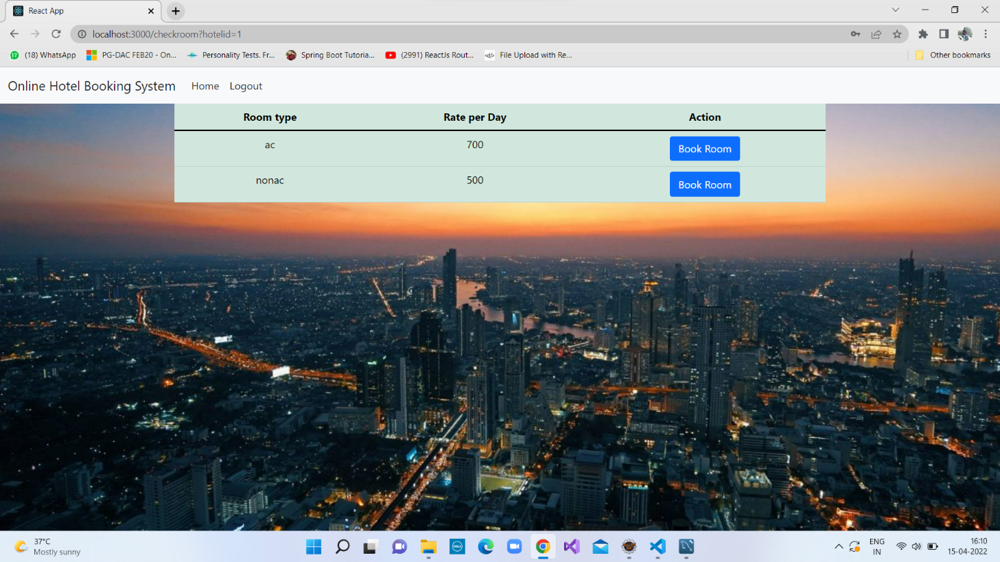 React App
localhost:3000/checkroom?hotelid=1
(18) WhatsApp PG-DAC FEB20 - On... Personality Tests. Fr... Spring Boot Tutoria... (2991) ReactJs Rout... </> File Upload with Re... Other bookmarks
Online Hotel Booking System Home Logout
Room type Rate per Day Action
ac 700 Book Room
nonac 500 Book Room
37°C
Mostly sunny
DELL
ENG
IN
16:10
15-04-2022